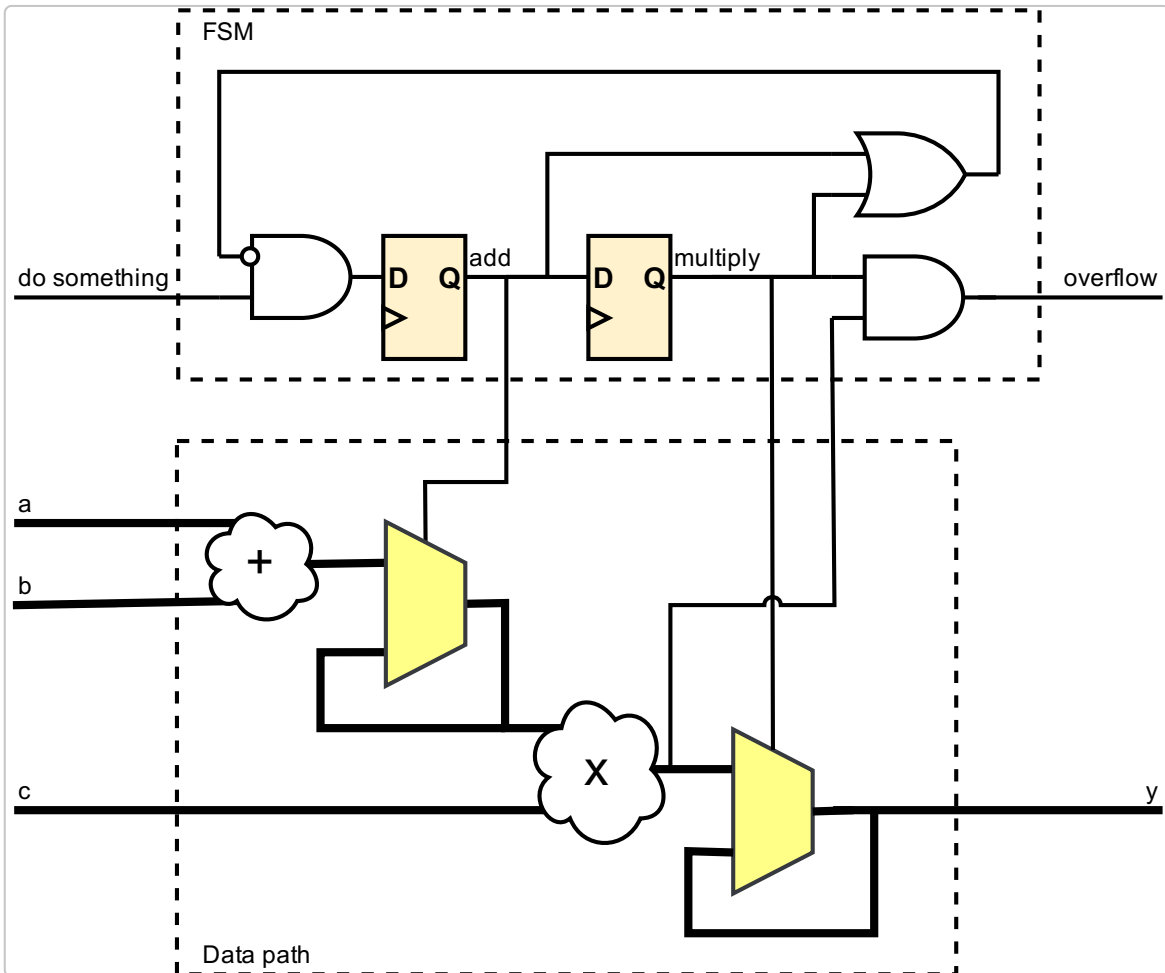 FSM
do something
D Q
add
D Q
multiply
overflow
a
+
b
X
c
y
Data path